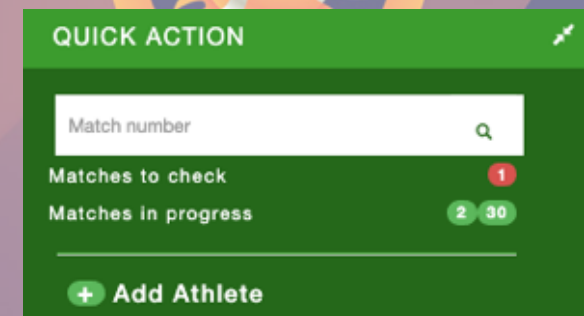 QUICK ACTION
Match number
Matches to check 1
Matches in progress 2 30
+ Add Athlete